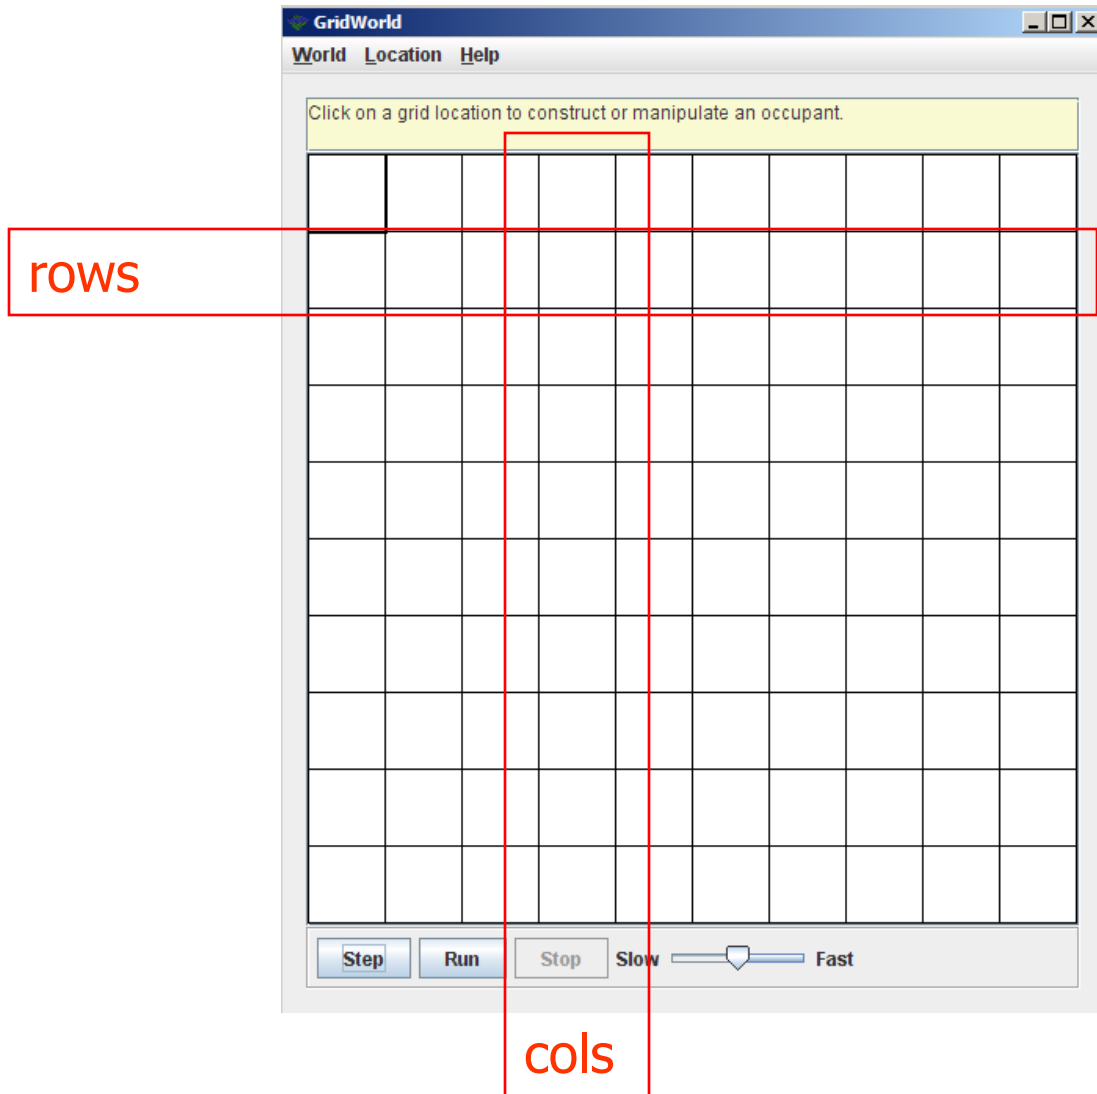 GridWorld
World Location Help
Click on a grid location to construct or manipulate an occupant.
rows
Step Run Stop Slow Fast
cols